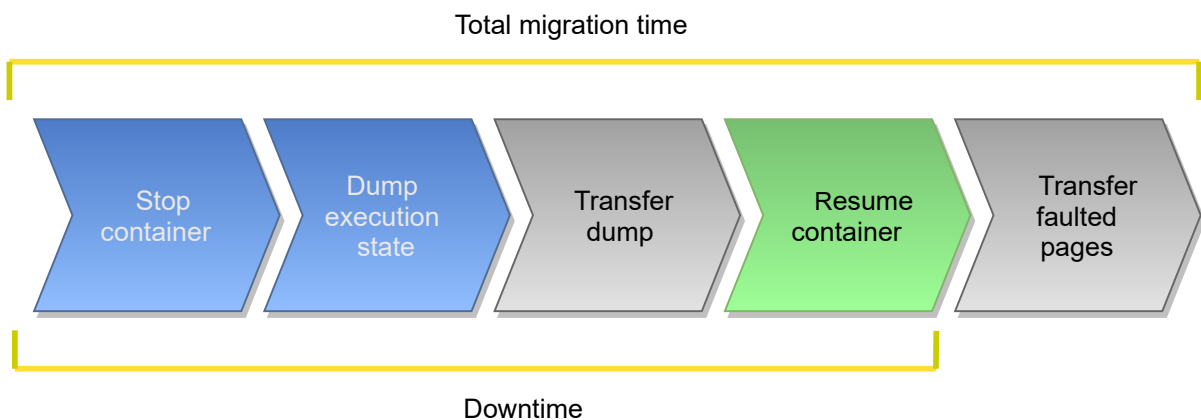 Total migration time
Stop
container
Dump
execution
state
Transfer
dump
Resume
container
Transfer
faulted
pages
Downtime